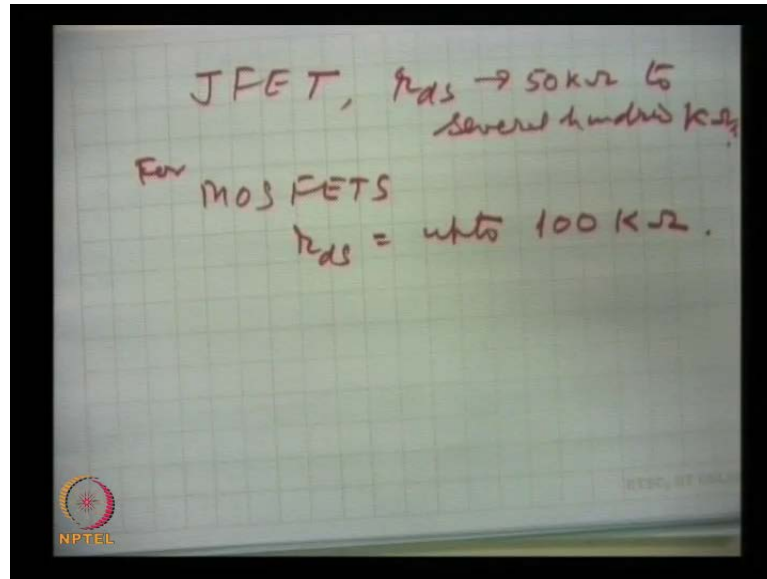 JFET, rds → 50KΩ to
several hundred KΩ.
For
MOSFETS
rds = upto 100 KΩ.
NPTEL